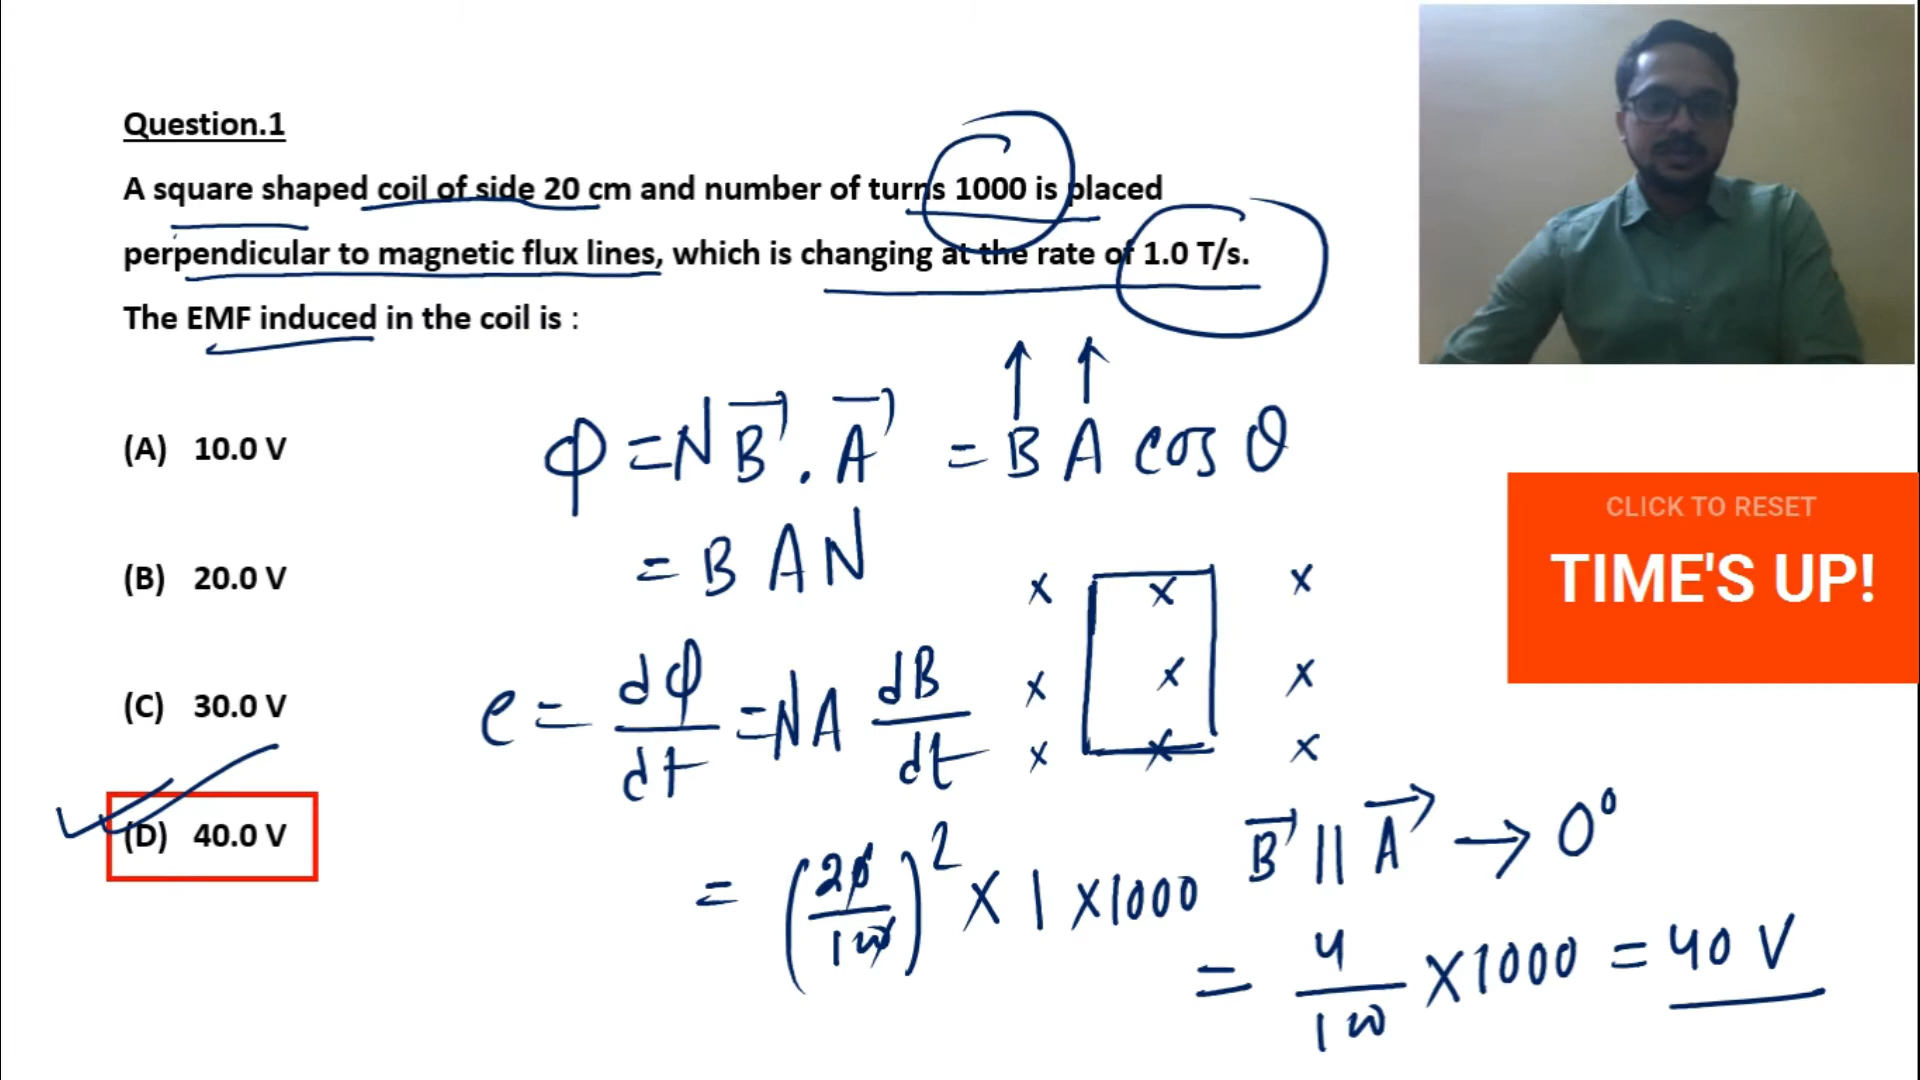 Question.1
A square shaped coil of side 20 cm and number of turns 1000 is placed
perpendicular to magnetic flux lines, which is changing at the rate of 1.0 T/s.
The EMF induced in the coil is :
(A) 10.0 V
(B) 20.0 V
(C) 30.0 V
(D) 40.0 V
ϕ = N B⃗ . A⃗ = B A cos θ
= B A N
e = dϕ/dt = NA dB/dt
x x x
x x x
x x x
B⃗ || A⃗ → 0°
= (20/100)² × 1 × 1000
= 4/100 × 1000 = 40 V
CLICK TO RESET
TIME'S UP!